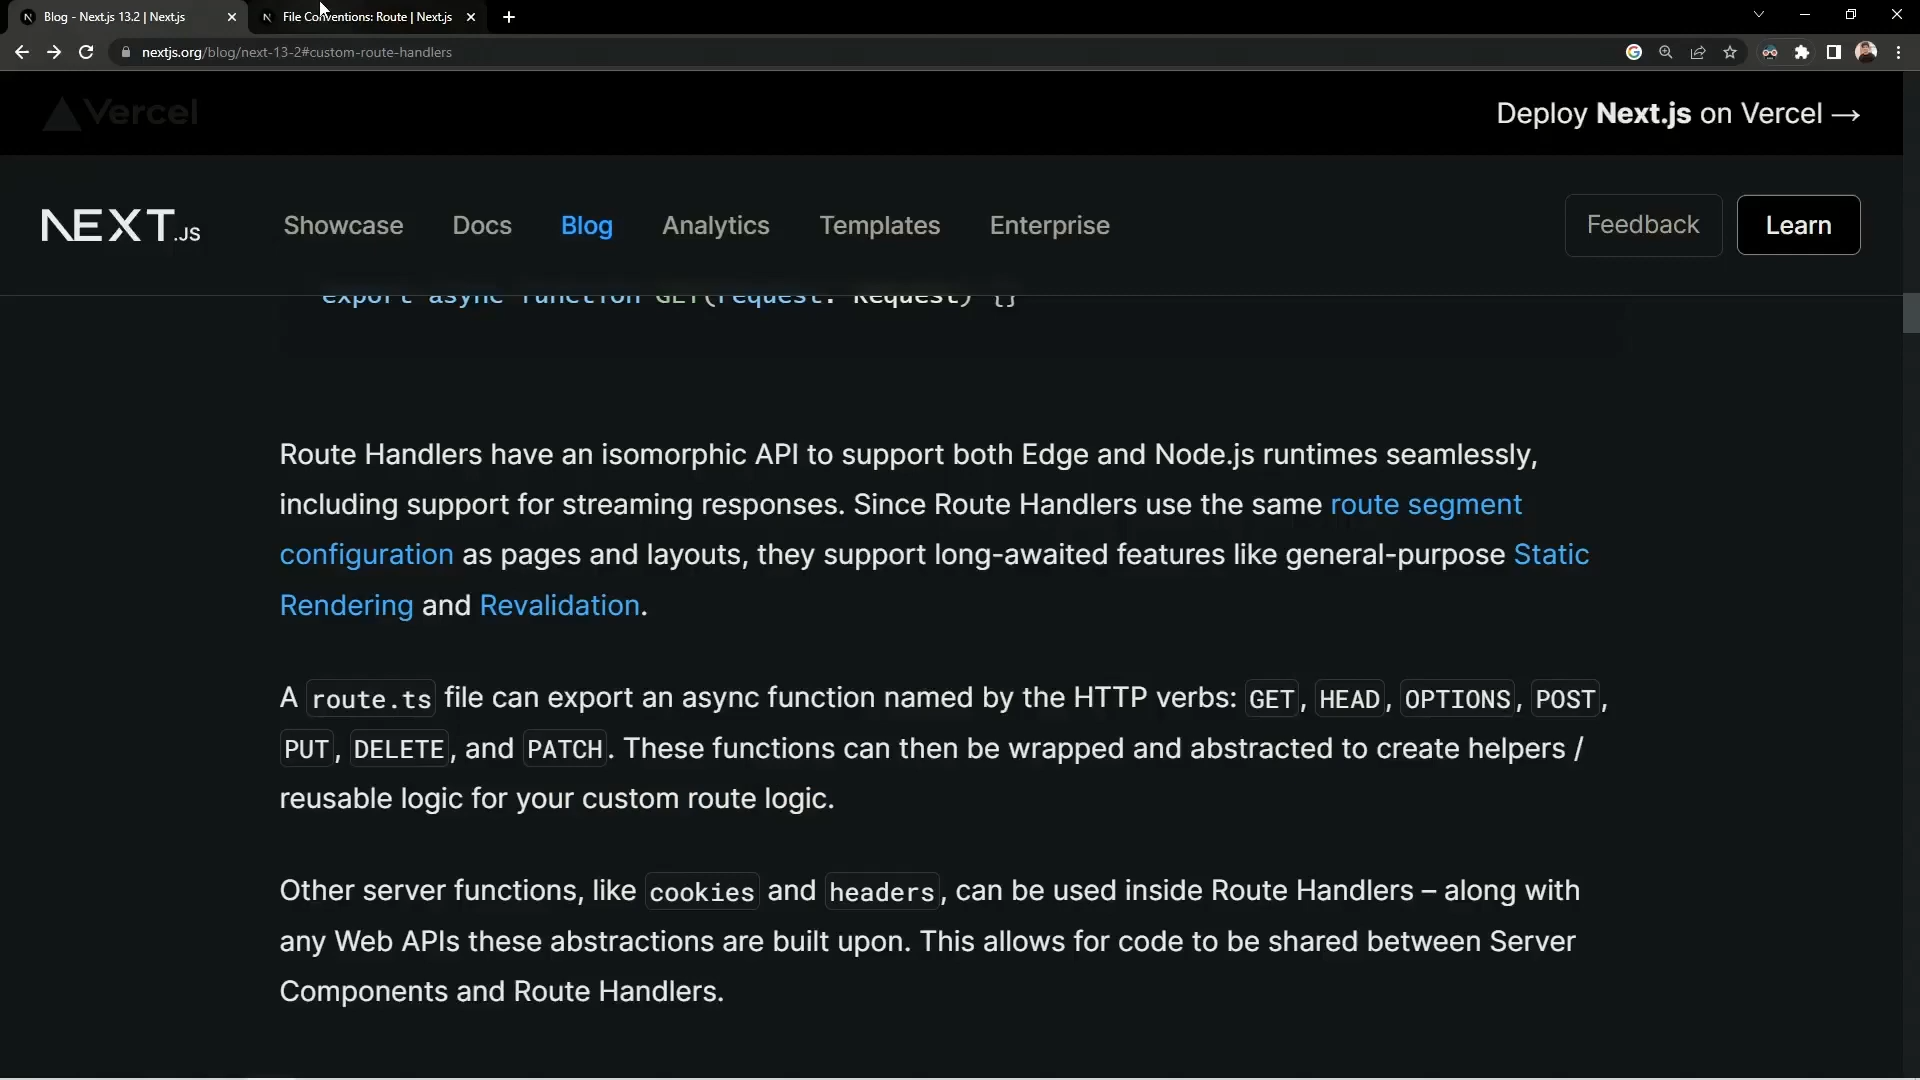 Blog - Next.js 13.2 | Next.js
File Conventions: Route | Next.js
nextjs.org/blog/next-13-2#custom-route-handlers
Vercel
Deploy Next.js on Vercel →
NEXT.JS
Showcase
Docs
Blog
Analytics
Templates
Enterprise
Feedback
Learn
export async function GET(request: Request) {}
Route Handlers have an isomorphic API to support both Edge and Node.js runtimes seamlessly,
including support for streaming responses. Since Route Handlers use the same route segment
configuration as pages and layouts, they support long-awaited features like general-purpose Static
Rendering and Revalidation.
A route.ts file can export an async function named by the HTTP verbs: GET, HEAD, OPTIONS, POST,
PUT, DELETE, and PATCH. These functions can then be wrapped and abstracted to create helpers /
reusable logic for your custom route logic.
Other server functions, like cookies and headers, can be used inside Route Handlers – along with
any Web APIs these abstractions are built upon. This allows for code to be shared between Server
Components and Route Handlers.